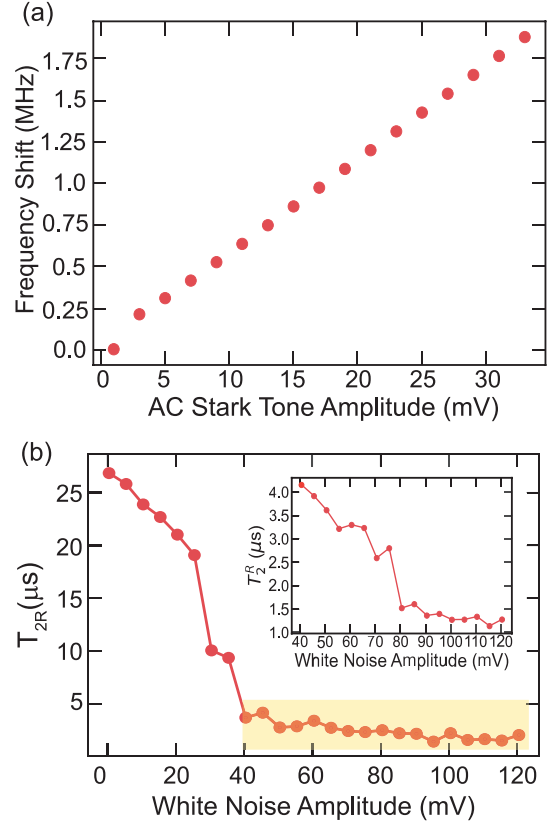 (a)
Frequency Shift (MHz)
1.75
1.5
1.25
1.0
0.75
0.5
0.25
0.0
0 5 10 15 20 25 30
AC Stark Tone Amplitude (mV)
(b)
T2R(μs)
25
20
15
10
5
0 20 40 60 80 100 120
White Noise Amplitude (mV)
T2R (μs)
4.0
3.5
3.0
2.5
2.0
1.5
1.0
40 50 60 70 80 90 100 110 120
White Noise Amplitude (mV)